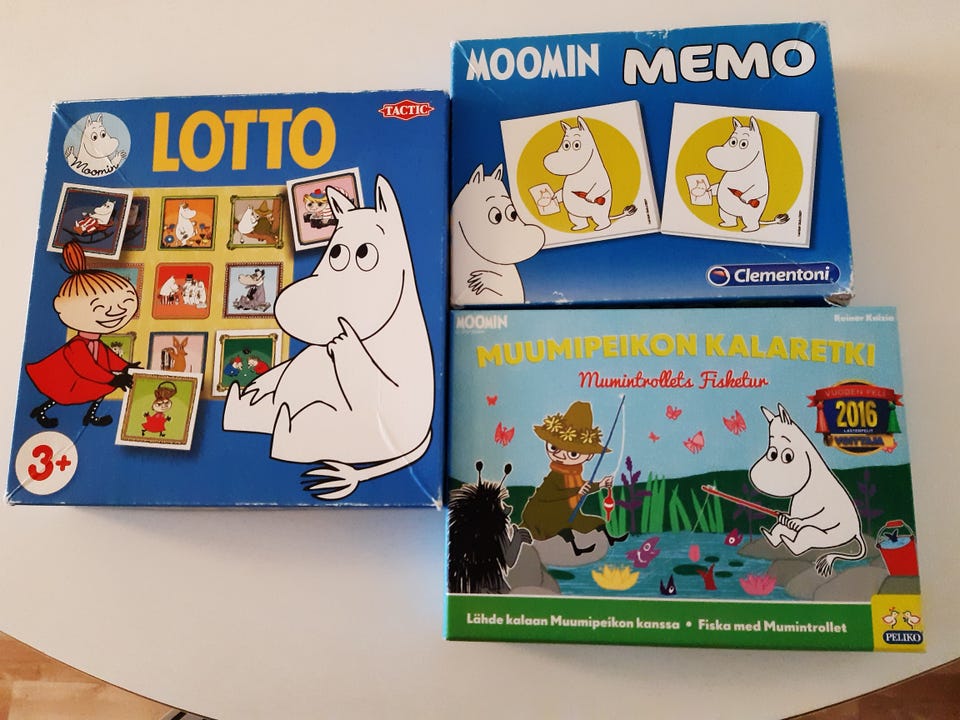 LOTTO
TACTIC
Moomin
3+
MOOMIN MEMO
Clementoni
MOOMIN
Reiner Knizia
MUUMIPEIKON KALARETKI
Mumintrollets Fisketur
VUODEN PELI
2016
LASTENPELIT
VOITTAJA
Lähde kalaan Muumipeikon kanssa • Fiska med Mumintrollet
PELIKO